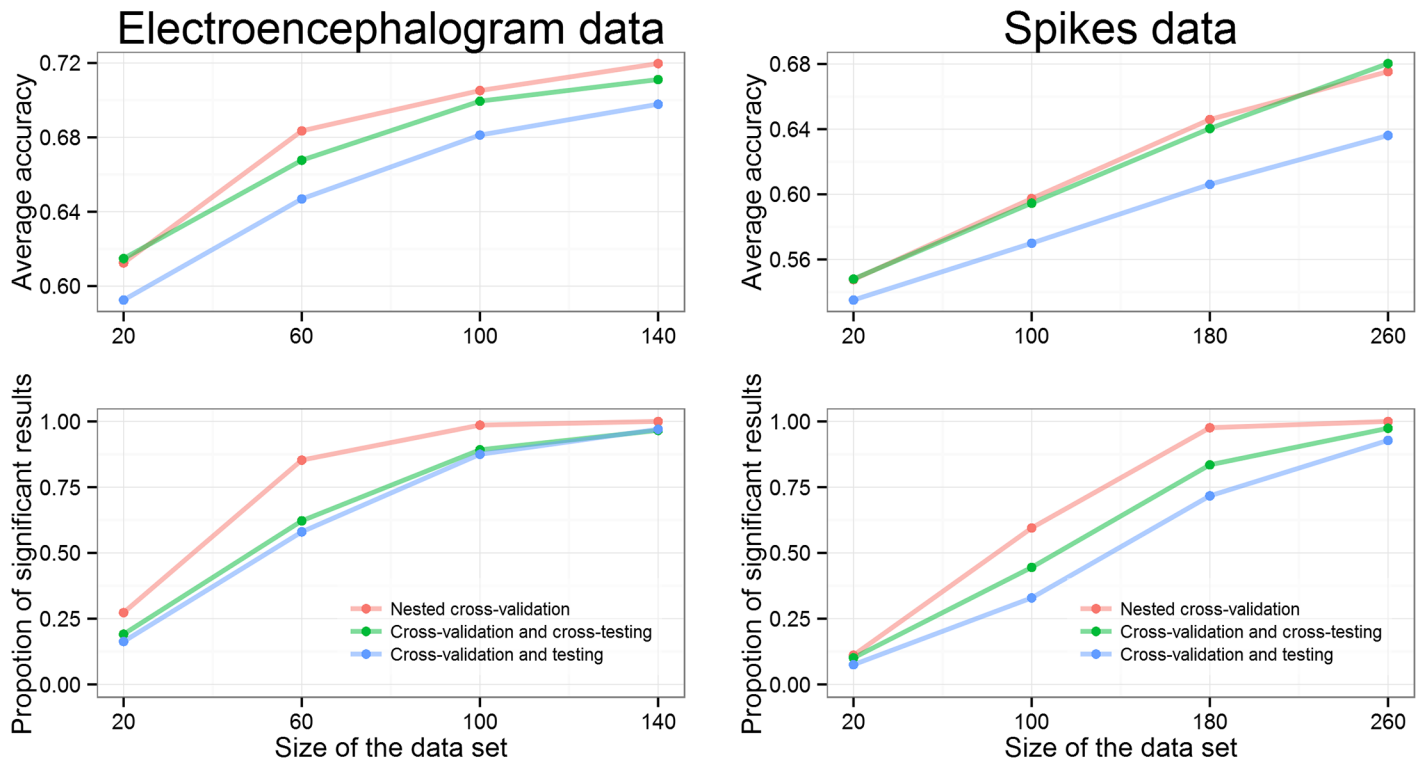 Electroencephalogram data
Average accuracy
0.72
0.68
0.64
0.60
20 60 100 140
Spikes data
Average accuracy
0.68
0.64
0.60
0.56
20 100 180 260
Propotion of significant results
1.00
0.75
0.50
0.25
0.00
Nested cross-validation
Cross-validation and cross-testing
Cross-validation and testing
20 60 100 140
Size of the data set
Propotion of significant results
1.00
0.75
0.50
0.25
0.00
Nested cross-validation
Cross-validation and cross-testing
Cross-validation and testing
20 100 180 260
Size of the data set